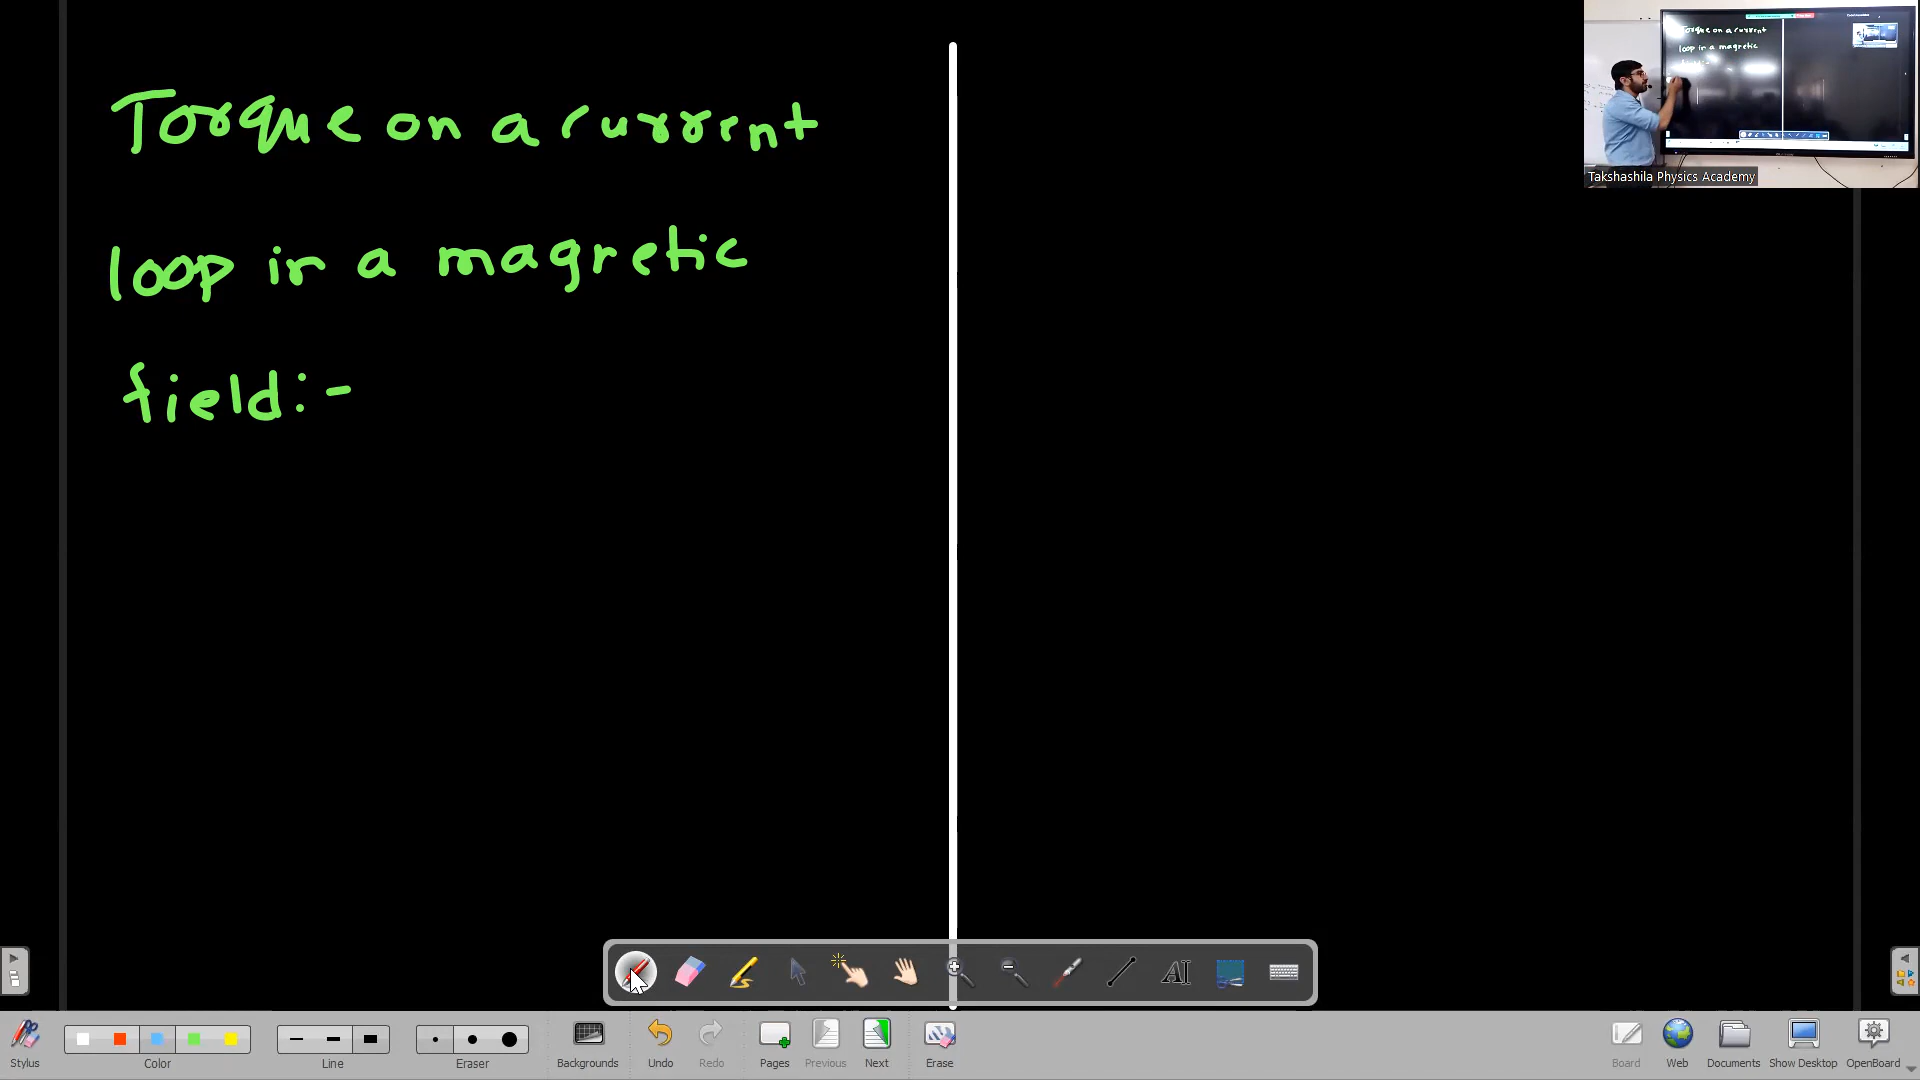 Torque on a current
loop in a magnetic
field:-
Takshashila Physics Academy
AI
Stylus
Color
Line
Eraser
Backgrounds
Undo
Redo
Pages
Previous
Next
Erase
Board
Web
Documents
Show Desktop
OpenBoard